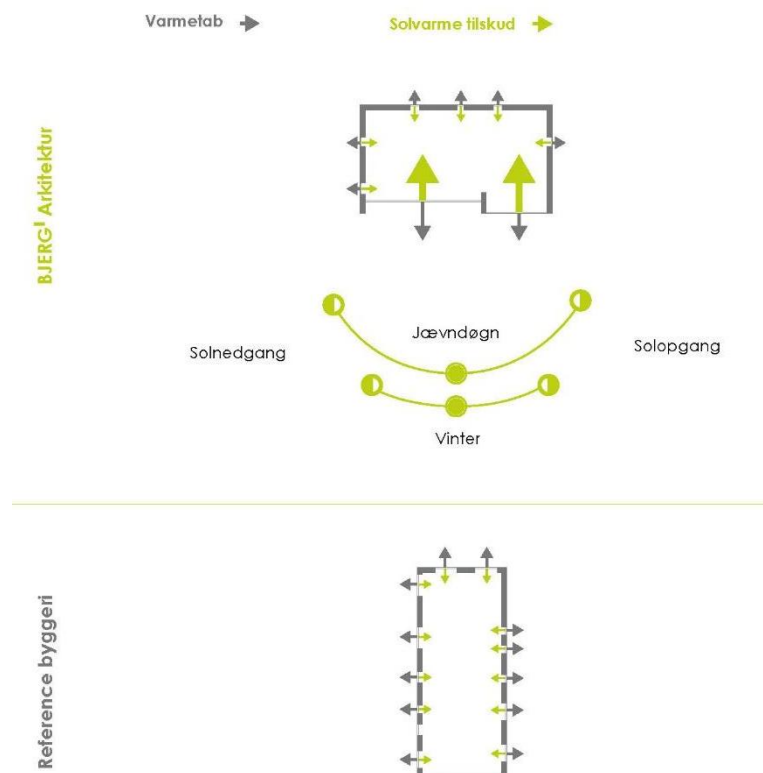 Varmetab
Solvarme tilskud
BJERG¹ Arkitektur
Jævndøgn
Solnedgang
Solopgang
Vinter
Reference byggeri